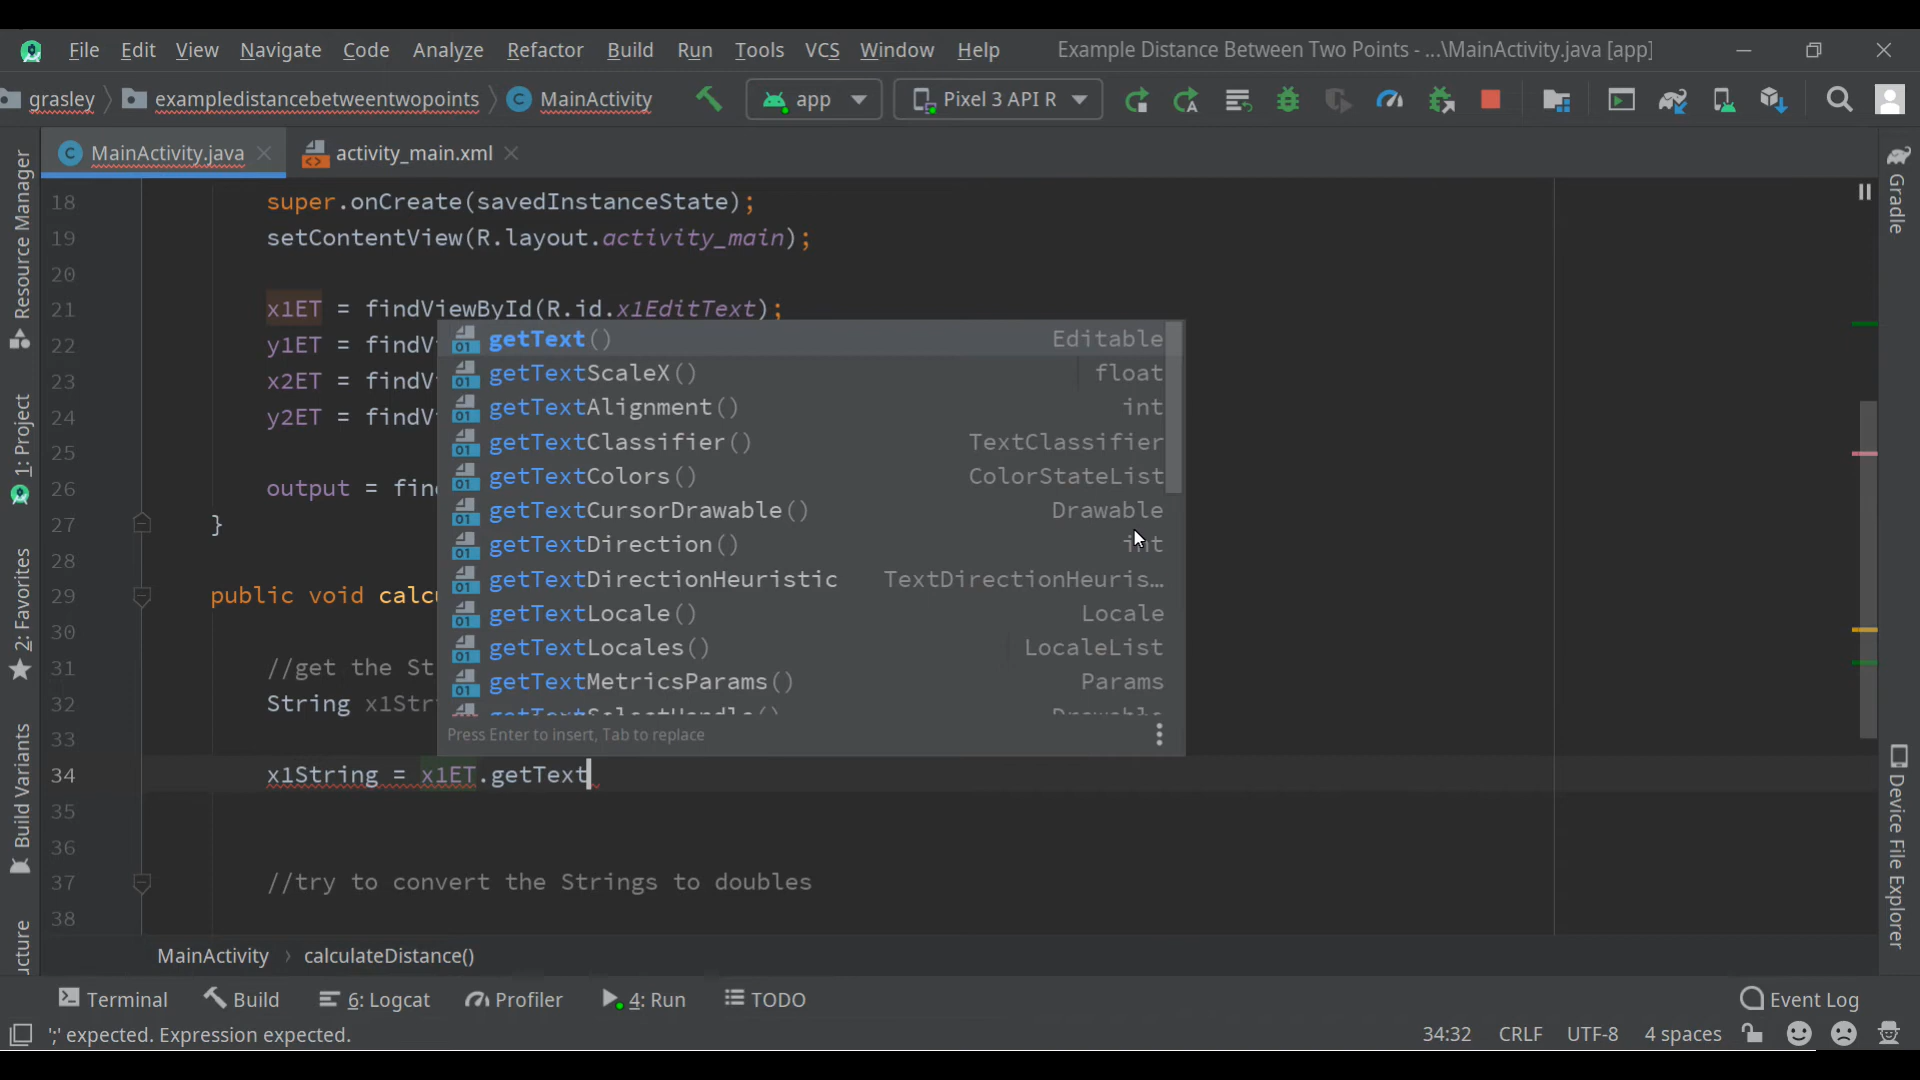 File Edit View Navigate Code Analyze Refactor Build Run Tools VCS Window Help Example Distance Between Two Points - ...\MainActivity.java [app]
grasley exampledistancebetweentwopoints MainActivity app Pixel 3 API R
MainActivity.java activity_main.xml
18 super.onCreate(savedInstanceState);
19 setContentView(R.layout.activity_main);
20
21 x1ET = findViewById(R.id.x1EditText);
22 y1ET = findVi
23 x2ET = findVi
24 y2ET = findVi
25
26 output = find
27 }
28
29 public void calcu
30
31 //get the St
32 String x1Stri
33
34 x1String = x1ET.getText
35
36
37 //try to convert the Strings to doubles
38
getText() Editable
getTextScaleX() float
getTextAlignment() int
getTextClassifier() TextClassifier
getTextColors() ColorStateList
getTextCursorDrawable() Drawable
getTextDirection() int
getTextDirectionHeuristic TextDirectionHeuris...
getTextLocale() Locale
getTextLocales() LocaleList
getTextMetricsParams() Params
Press Enter to insert, Tab to replace
MainActivity › calculateDistance()
Terminal Build 6: Logcat Profiler 4: Run TODO Event Log
';' expected. Expression expected. 34:32 CRLF UTF-8 4 spaces
Resource Manager
1: Project
2: Favorites
Build Variants
ucture
Gradle
Device File Explorer